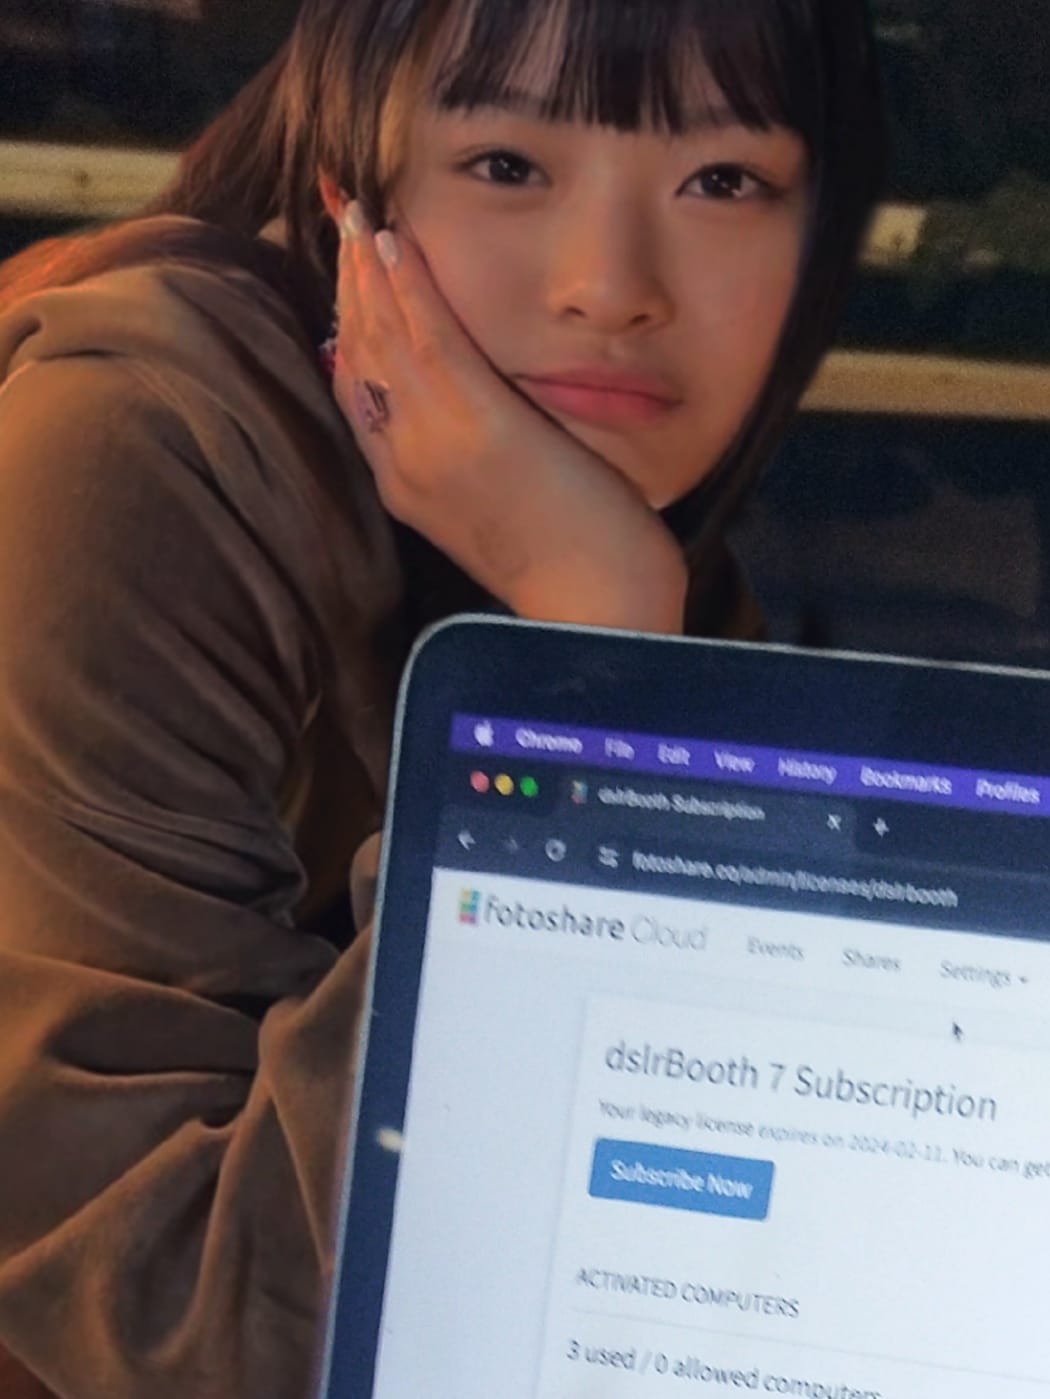 Chrome File Edit View History Bookmarks Profiles
dslrBooth Subscription
fotoshare.co/admin/licenses/dslrbooth
fotoshare Cloud Events Shares Settings
dslrBooth 7 Subscription
Your legacy license expires on 2024-02-11. You can get
Subscribe Now
ACTIVATED COMPUTERS
3 used / 0 allowed computers